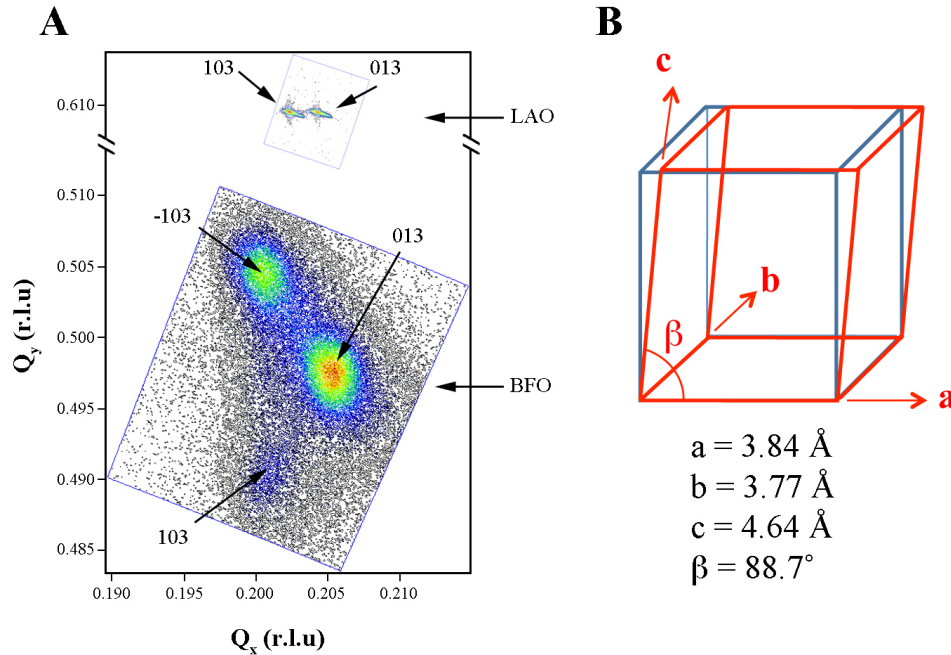 A
B
103
013
LAO
0.610
0.510
-103
013
0.505
0.500
0.495
0.490
0.485
BFO
103
Q_y (r.l.u)
0.190
0.195
0.200
0.205
0.210
Q_x (r.l.u)
c
b
β
a
a = 3.84 Å
b = 3.77 Å
c = 4.64 Å
β = 88.7°